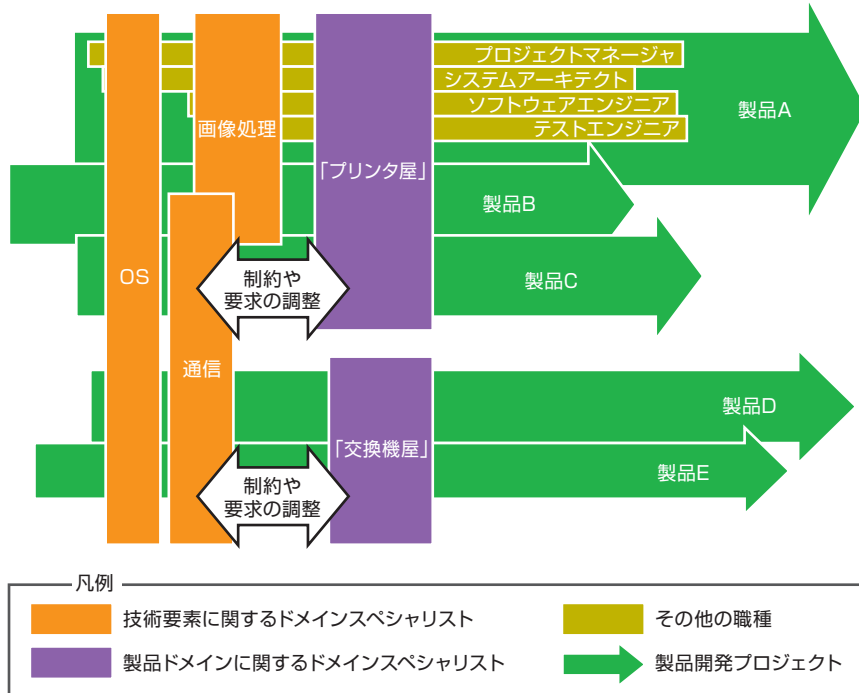 プロジェクトマネージャ
システムアーキテクト
ソフトウェアエンジニア
テストエンジニア
製品A
画像処理
「プリンタ屋」
製品B
OS
制約や
要求の調整
製品C
通信
製品D
「交換機屋」
製品E
制約や
要求の調整
凡例
技術要素に関するドメインスペシャリスト
その他の職種
製品ドメインに関するドメインスペシャリスト
製品開発プロジェクト